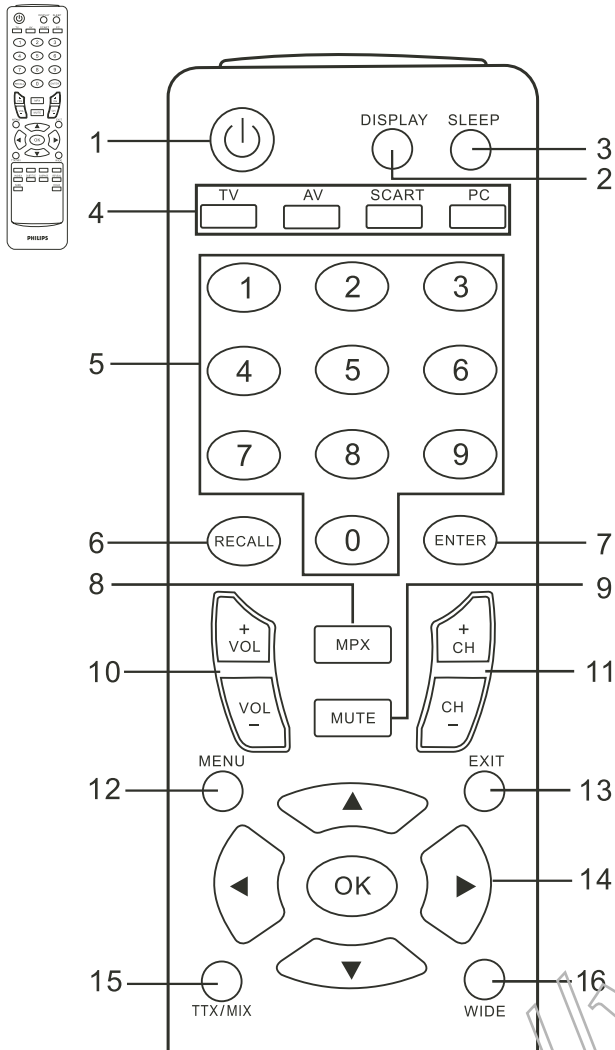 PHILIPS
1
DISPLAY SLEEP
3
2
4
TV AV SCART PC
1 2 3
5
4 5 6
7 8 9
6
RECALL 0 ENTER
7
8
9
+ VOL
MPX
+ CH
10
11
VOL -
MUTE
CH -
MENU EXIT
12
13
OK
14
15
16
TTX/MIX WIDE